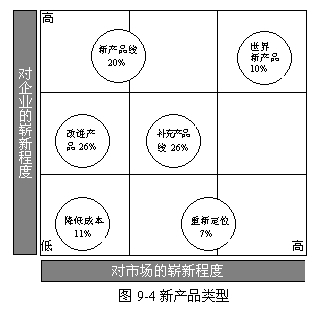 高
新产品线
20%
世界
新产品
10%
对企业的崭新程度
改进产
品 26%
补充产品
线 26%
降低成本
11%
重新定位
7%
低
高
对市场的崭新程度
图 9-4 新产品类型